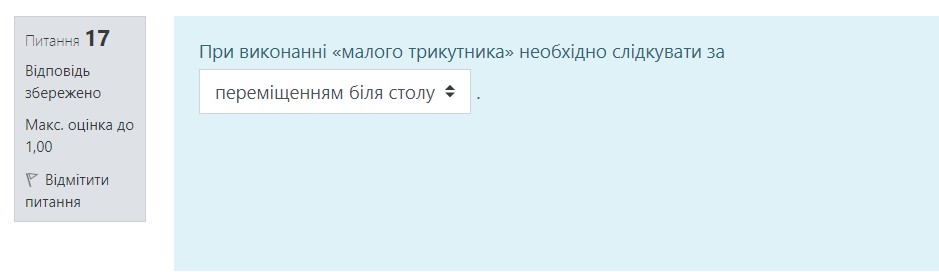 Питання 17
Відповідь
збережено
Макс. оцінка до
1,00
Відмітити
питання
При виконанні «малого трикутника» необхідно слідкувати за
переміщенням біля столу .